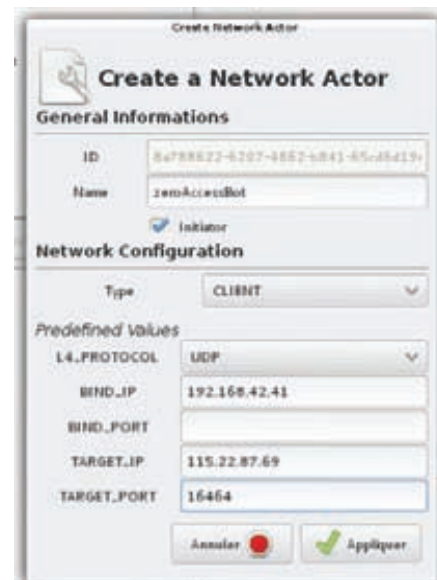 Create Network Actor
Create a Network Actor
General Informations
ID
Name zeroAccessBot
Initiator
Network Configuration
Type CLIENT
Predefined Values
L4_PROTOCOL UDP
BIND_IP 192.168.42.41
BIND_PORT
TARGET_IP 115.22.87.69
TARGET_PORT 16464
Annuler Appliquer